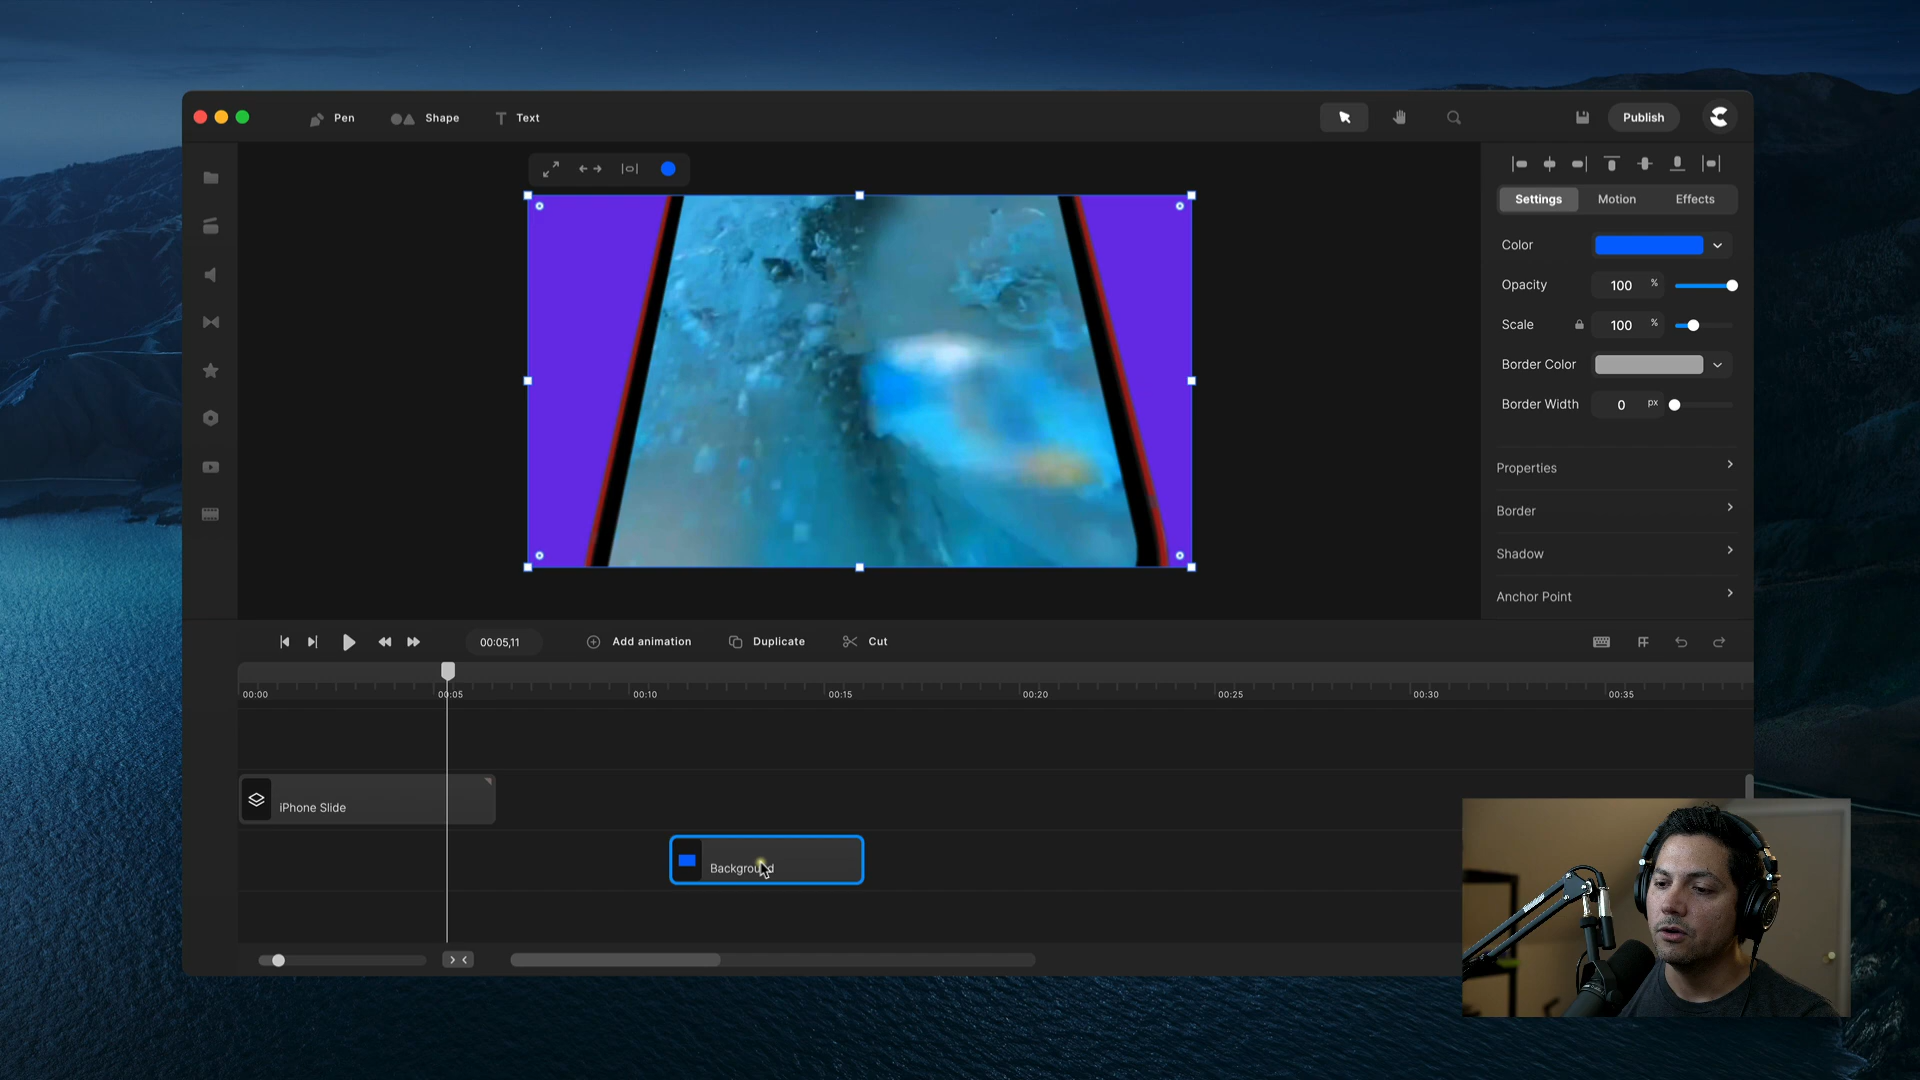 Pen
Shape
T Text
Publish
Settings
Motion
Effects
Color
Opacity 100 %
Scale 100 %
Border Color
Border Width 0 px
Properties
Border
Shadow
Anchor Point
00:05,11
Add animation
Duplicate
Cut
00:00 00:05 00:10 00:15 00:20 00:25 00:30 00:35
iPhone Slide
Background